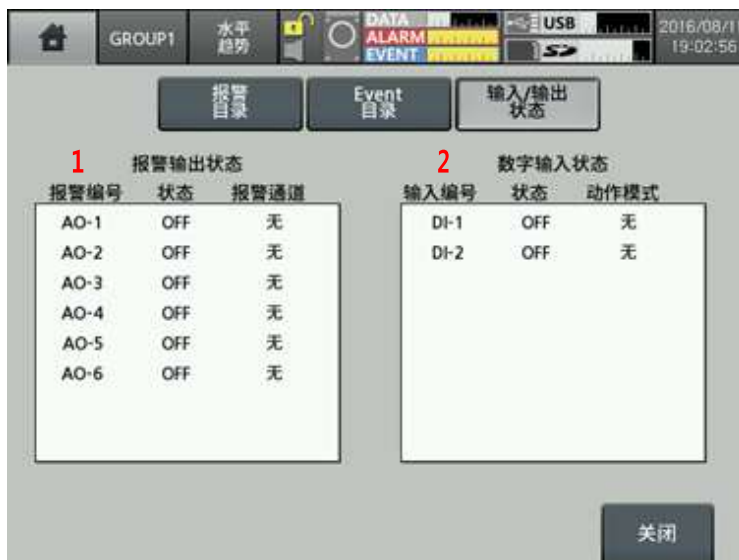 GROUP1
水平
趋势
DATA
ALARM
EVENT
USB
2016/08/11
19:02:56
报警
目录
Event
目录
输入/输出
状态
1 报警输出状态
报警编号 状态 报警通道
AO-1 OFF 无
AO-2 OFF 无
AO-3 OFF 无
AO-4 OFF 无
AO-5 OFF 无
AO-6 OFF 无
2 数字输入状态
输入编号 状态 动作模式
DI-1 OFF 无
DI-2 OFF 无
关闭